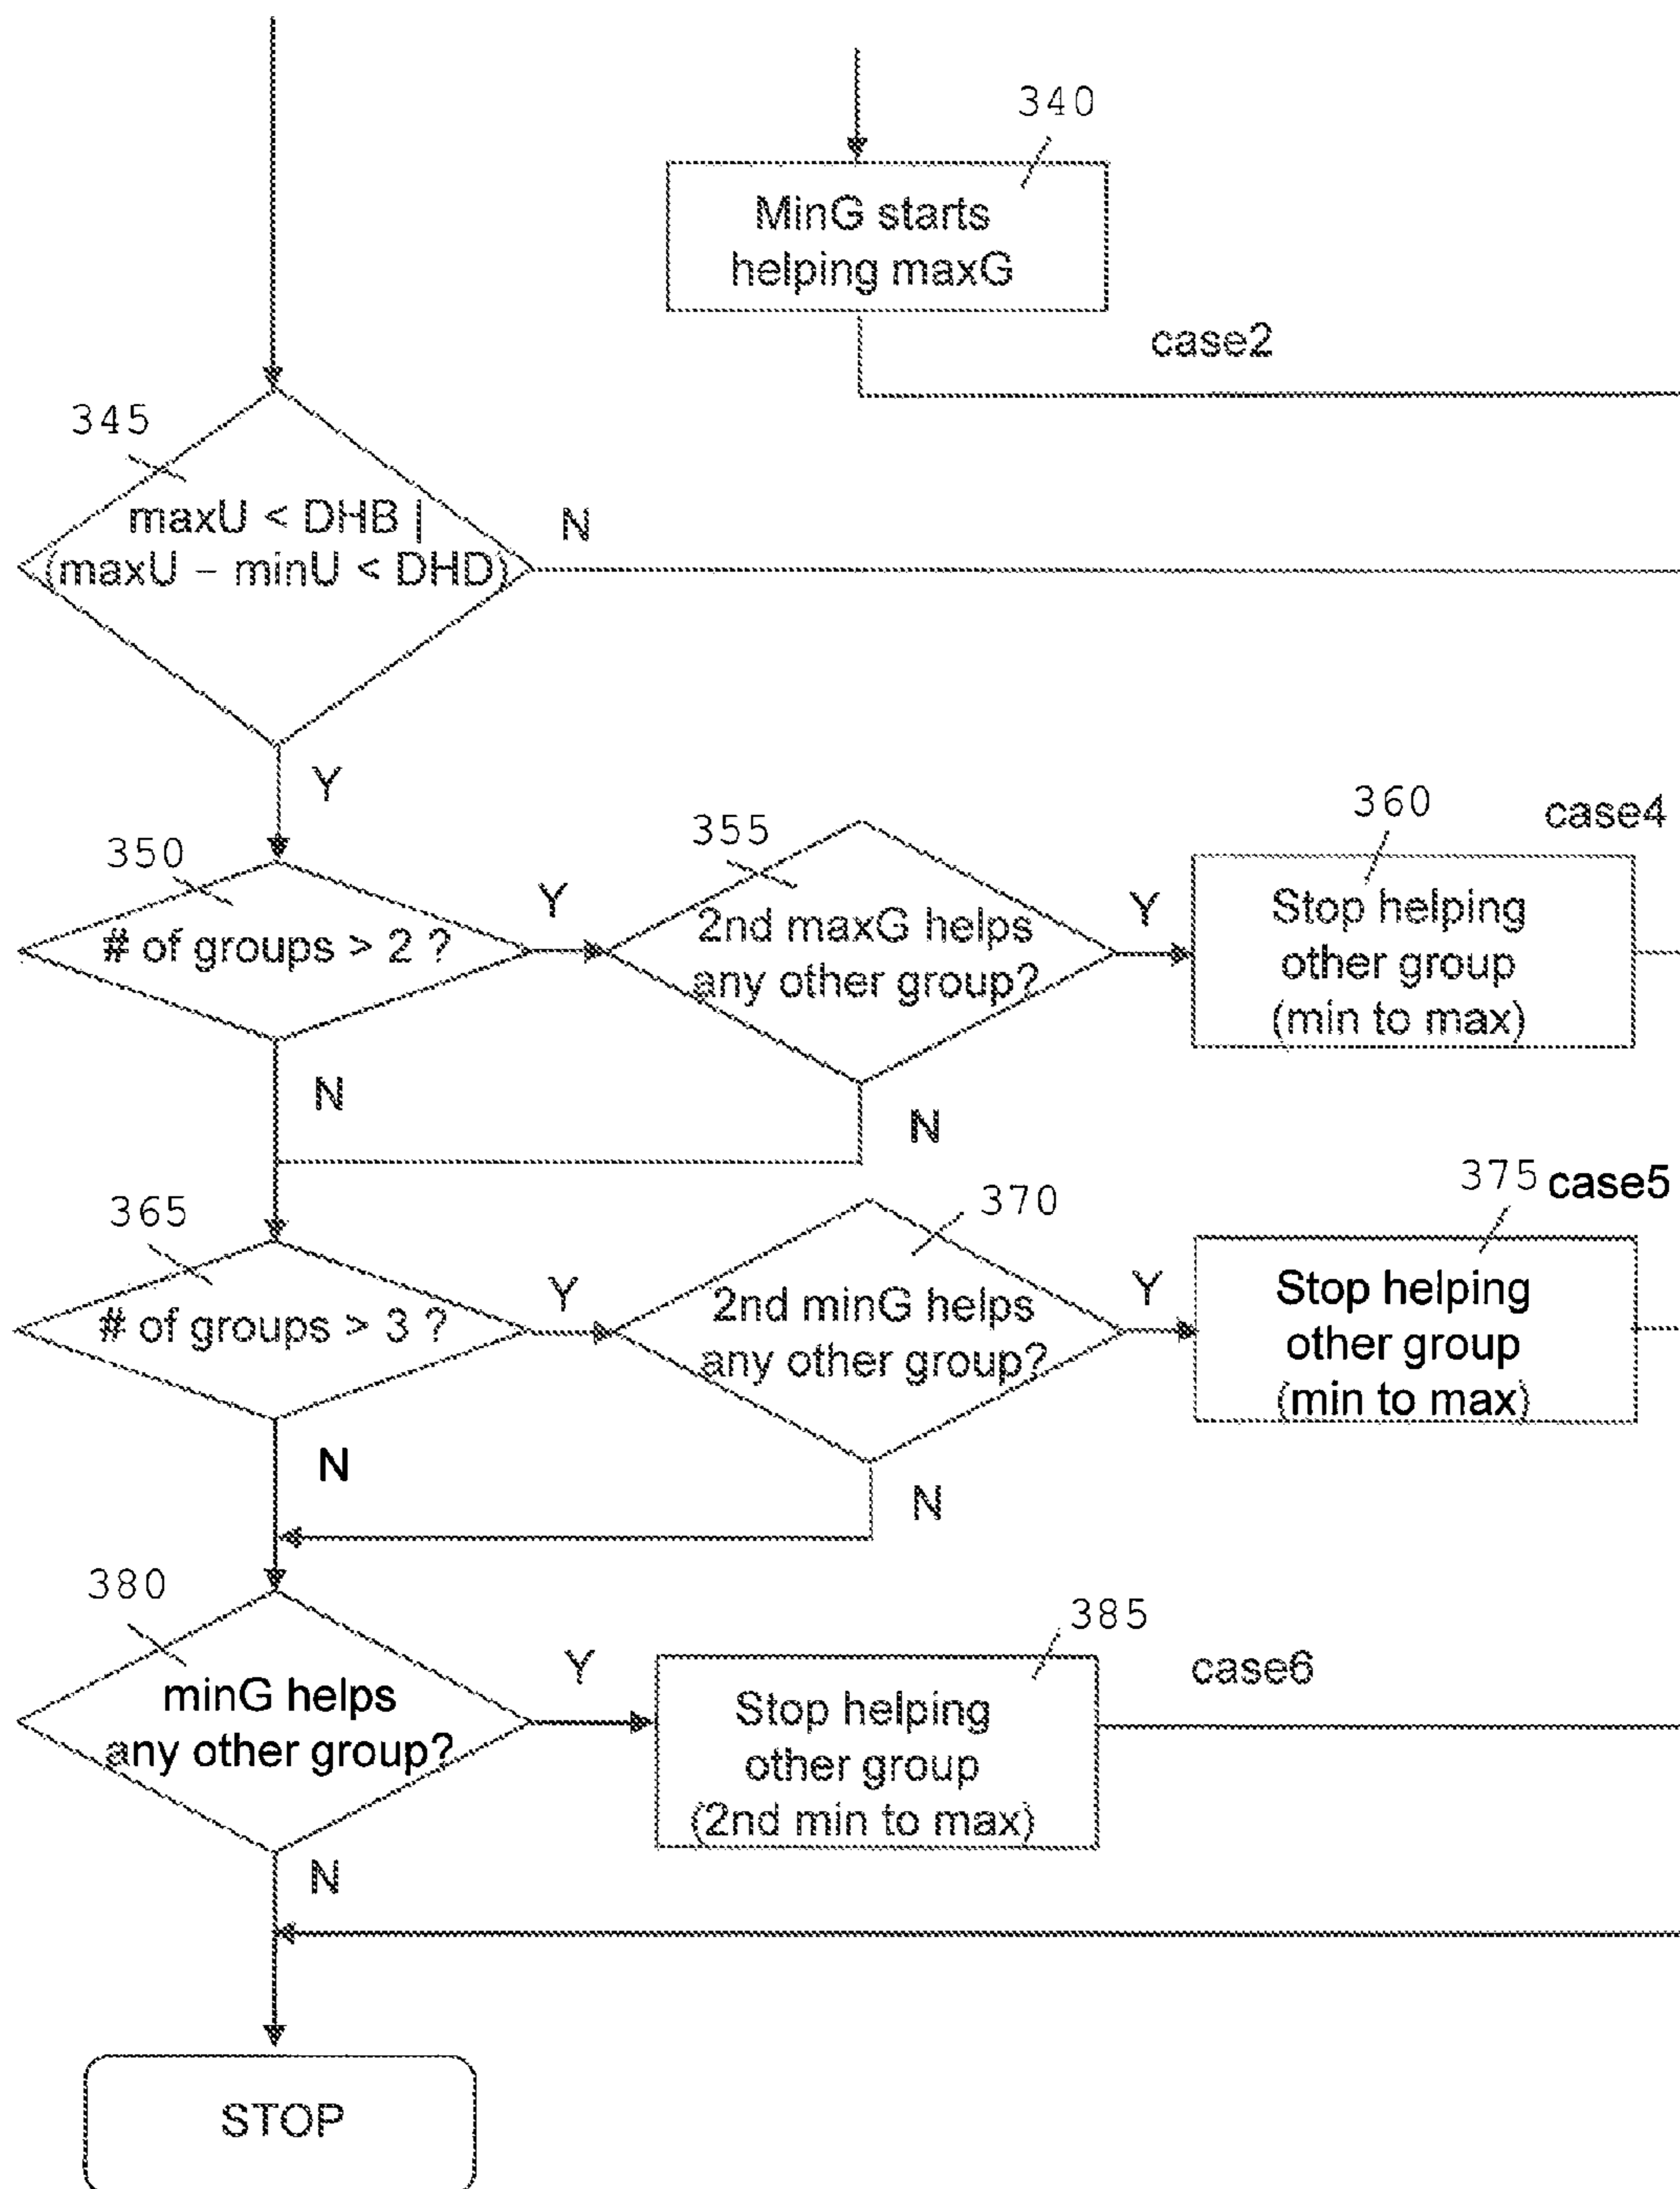 340
MinG starts
helping maxG
case2
345
maxU < DHB |
(maxU – minU < DHD)
N
Y
350
# of groups > 2 ?
Y
355
2nd maxG helps
any other group?
Y
360
case4
Stop helping
other group
(min to max)
N
N
365
# of groups > 3 ?
Y
370
2nd minG helps
any other group?
Y
375
case5
Stop helping
other group
(min to max)
N
N
380
minG helps
any other group?
Y
385
Stop helping
other group
(2nd min to max)
case6
N
STOP